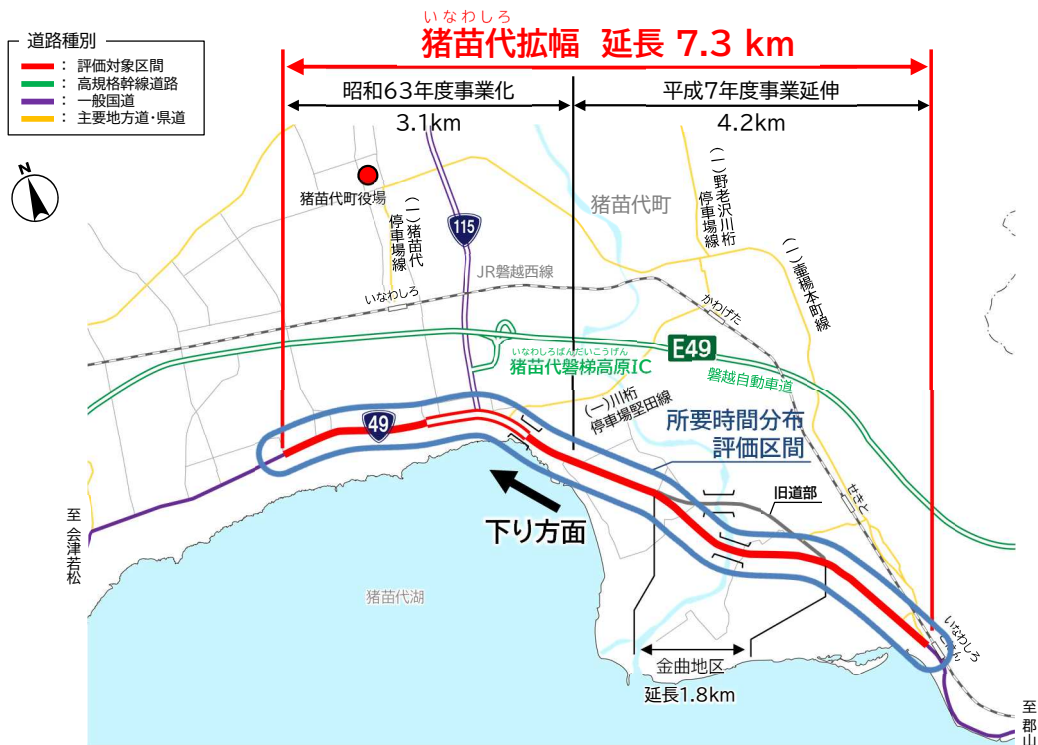 いなわしろ
猪苗代拡幅 延長 7.3 km
道路種別
: 評価対象区間
: 高規格幹線道路
: 一般国道
: 主要地方道・県道
昭和63年度事業化
3.1km
平成7年度事業延伸
4.2km
N
猪苗代町役場
(一)猪苗代
停車場線
115
猪苗代町
(一)野老沢川桁
停車場線
(一)壷楊本町線
JR磐越西線
いなわしろ
かわげた
いなわしろばんだいこうげん
猪苗代磐梯高原IC
E49
磐越自動車道
(一)川桁
停車場堅田線
49
所要時間分布
評価区間
旧道部
せきと
下り方面
至 会津若松
猪苗代湖
金曲地区
延長1.8km
いなわしろ
こはん
至 郡山